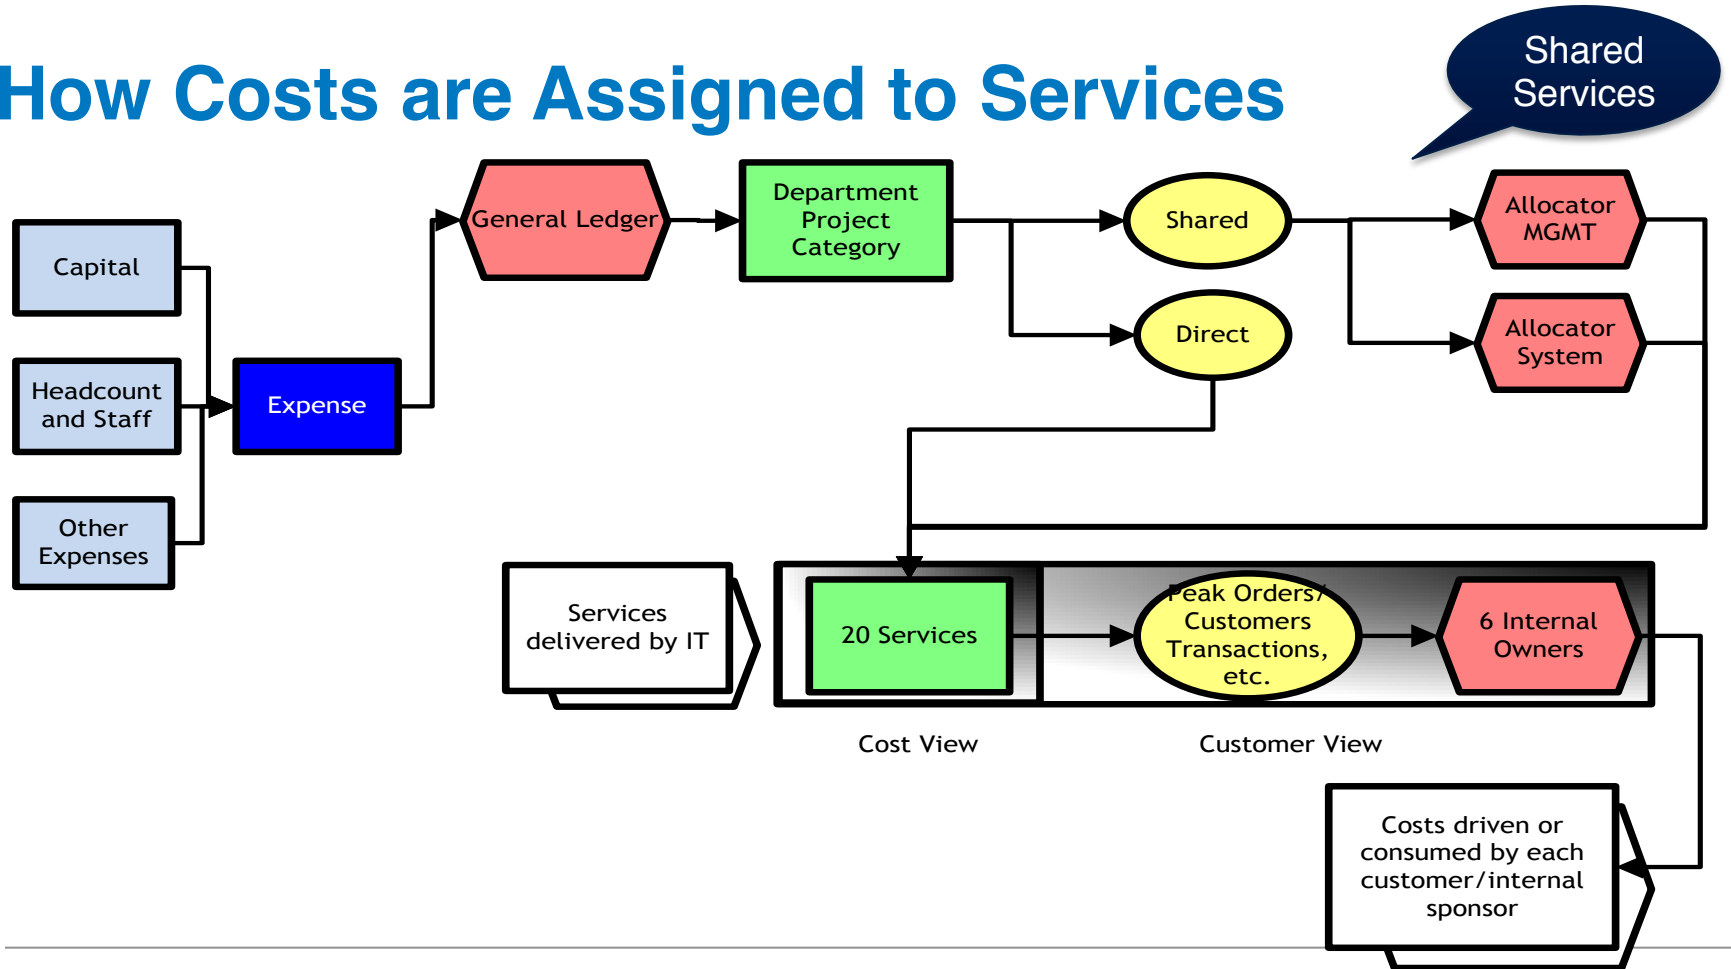 How Costs are Assigned to Services
Shared
Services
Capital
Headcount
and Staff
Other
Expenses
Expense
General Ledger
Department
Project
Category
Shared
Direct
Allocator
MGMT
Allocator
System
Services
delivered by IT
20 Services
Peak Orders/
Customers
Transactions,
etc.
6 Internal
Owners
Cost View
Customer View
Costs driven or
consumed by each
customer/internal
sponsor